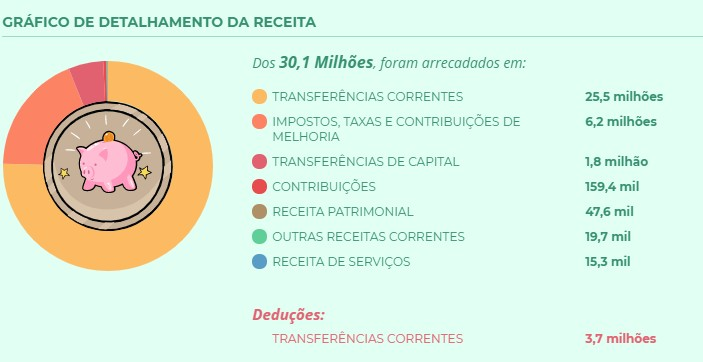 GRÁFICO DE DETALHAMENTO DA RECEITA
Dos 30,1 Milhões, foram arrecadados em:
TRANSFERÊNCIAS CORRENTES 25,5 milhões
IMPOSTOS, TAXAS E CONTRIBUIÇÕES DE 6,2 milhões
MELHORIA
TRANSFERÊNCIAS DE CAPITAL 1,8 milhão
CONTRIBUIÇÕES 159,4 mil
RECEITA PATRIMONIAL 47,6 mil
OUTRAS RECEITAS CORRENTES 19,7 mil
RECEITA DE SERVIÇOS 15,3 mil
Deduções:
TRANSFERÊNCIAS CORRENTES 3,7 milhões